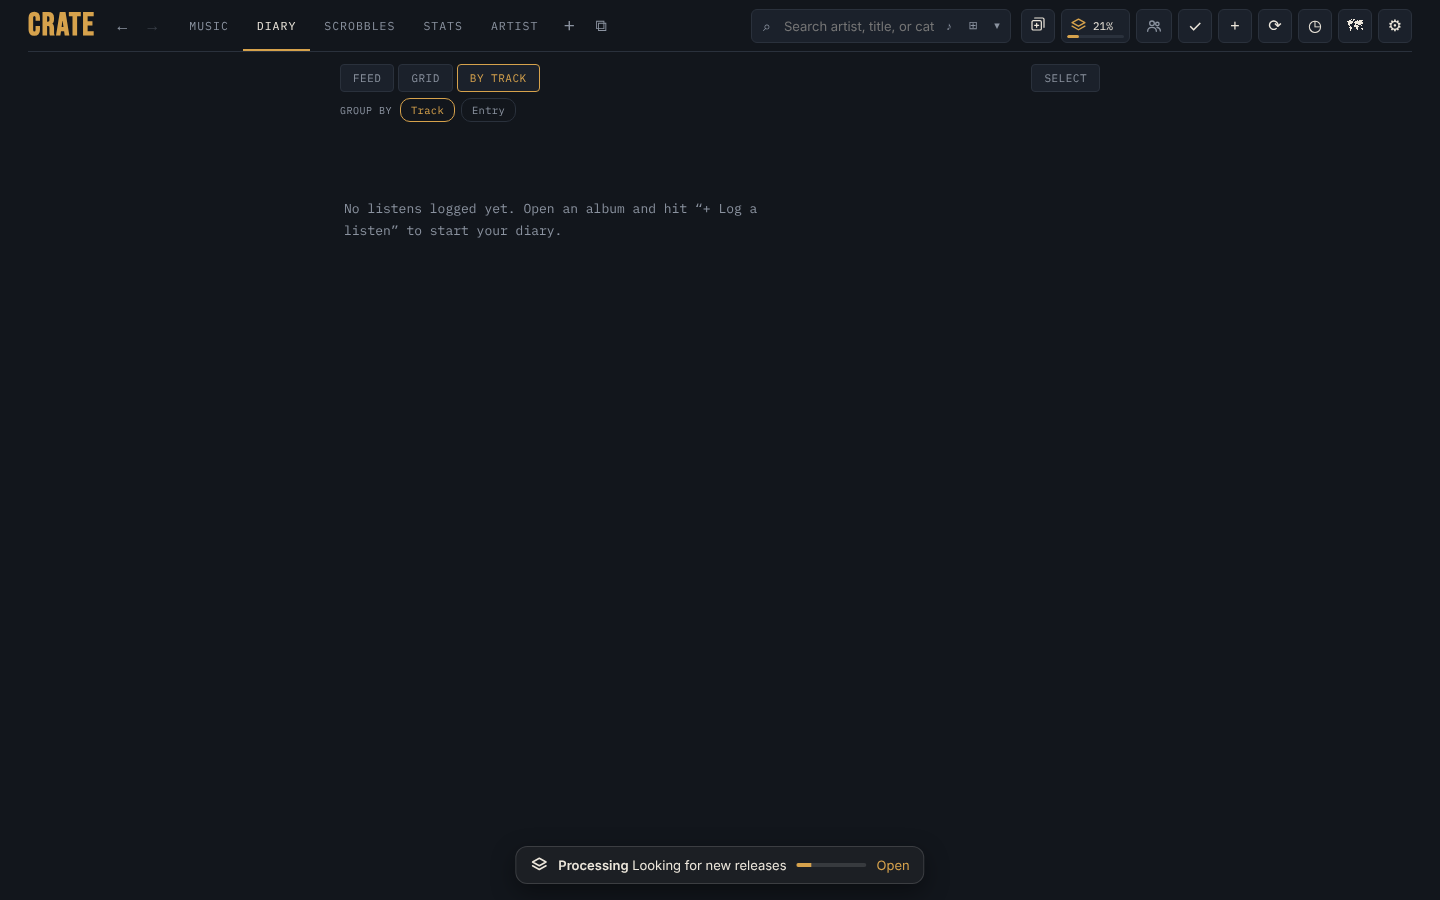 CRATE ← → MUSIC DIARY SCROBBLES STATS ARTIST + Search artist, title, or cat 21%
FEED GRID BY TRACK SELECT
GROUP BY Track Entry
No listens logged yet. Open an album and hit “+ Log a
listen” to start your diary.
Processing Looking for new releases Open